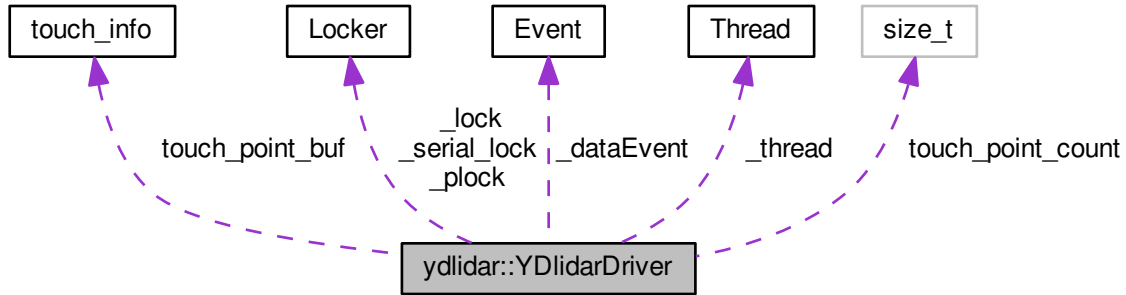 touch_info
Locker
Event
Thread
size_t
touch_point_buf
_lock
_serial_lock
_plock
_dataEvent
_thread
touch_point_count
ydlidar::YDlidarDriver